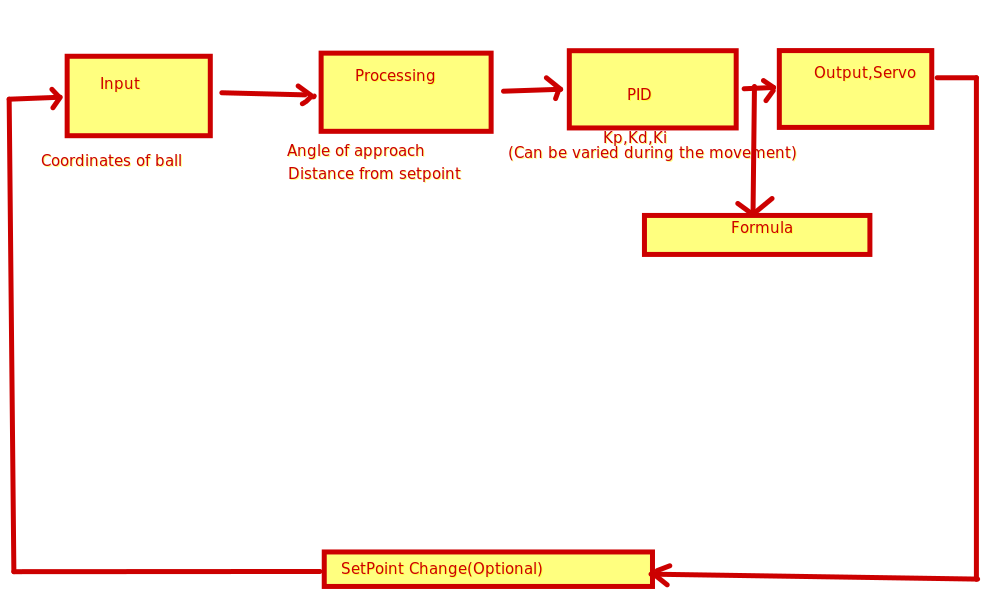 Input
Processing
PID
Output,Servo
Coordinates of ball
Angle of approach
Distance from setpoint
Kp,Kd,Ki
(Can be varied during the movement)
Formula
SetPoint Change(Optional)